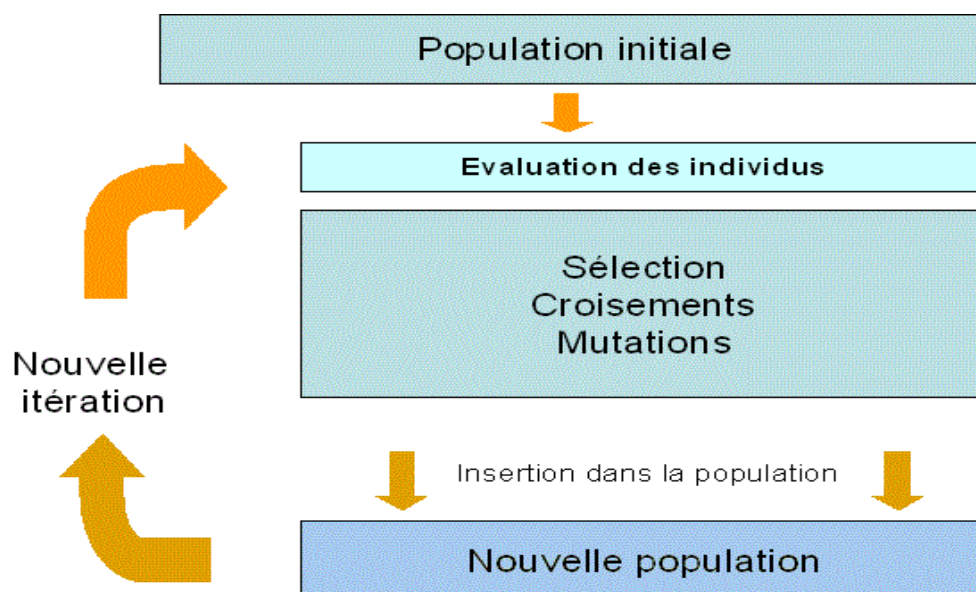 Population initiale
Evaluation des individus
Sélection
Croisements
Mutations
Nouvelle
itération
Insertion dans la population
Nouvelle population